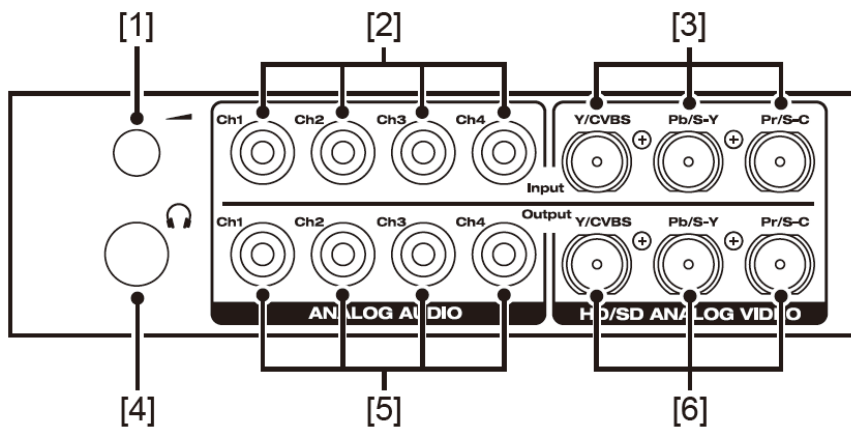 [1] [2] [3]
Ch1 Ch2 Ch3 Ch4 Y/CVBS Pb/S-Y Pr/S-C
Input
Output
Ch1 Ch2 Ch3 Ch4 Y/CVBS Pb/S-Y Pr/S-C
ANALOG AUDIO HD/SD ANALOG VIDEO
[4] [5] [6]